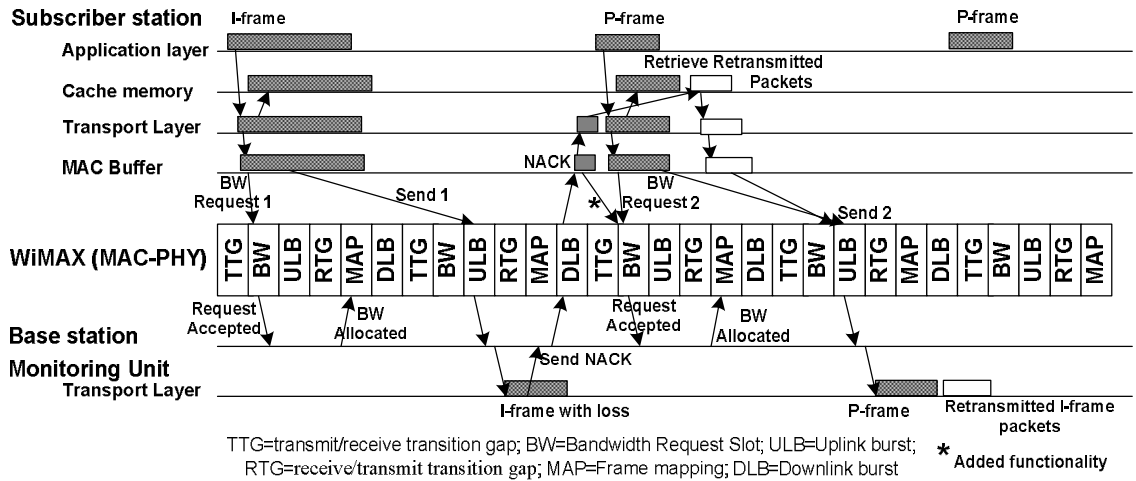 Subscriber station
I-frame
P-frame
P-frame
Application layer
Retrieve Retransmitted
Packets
Cache memory
Transport Layer
NACK
MAC Buffer
BW
Request 1
Send 1
*
BW
Request 2
Send 2
WiMAX (MAC-PHY)
TTG BW ULB RTG MAP DLB TTG BW ULB RTG MAP DLB TTG BW ULB RTG MAP DLB TTG BW ULB RTG MAP DLB TTG BW ULB RTG MAP
Request
Accepted
BW
Allocated
Request
Accepted
BW
Allocated
Base station
Send NACK
Monitoring Unit
Transport Layer
I-frame with loss
P-frame
Retransmitted I-frame
packets
TTG=transmit/receive transition gap; BW=Bandwidth Request Slot; ULB=Uplink burst;
RTG=receive/transmit transition gap; MAP=Frame mapping; DLB=Downlink burst
* Added functionality